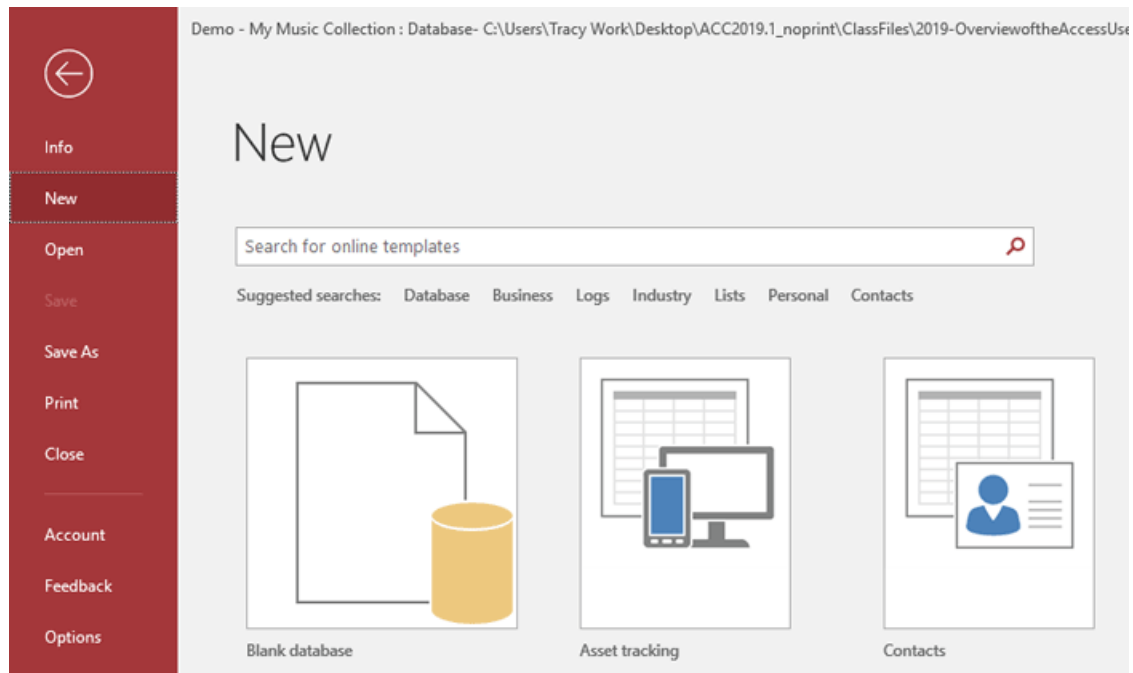 Demo - My Music Collection : Database- C:\Users\Tracy Work\Desktop\ACC2019.1_noprint\ClassFiles\2019-OverviewoftheAccessUse
Info
New
Open
Save
Save As
Print
Close
Account
Feedback
Options
New
Search for online templates
Suggested searches: Database Business Logs Industry Lists Personal Contacts
Blank database Asset tracking Contacts